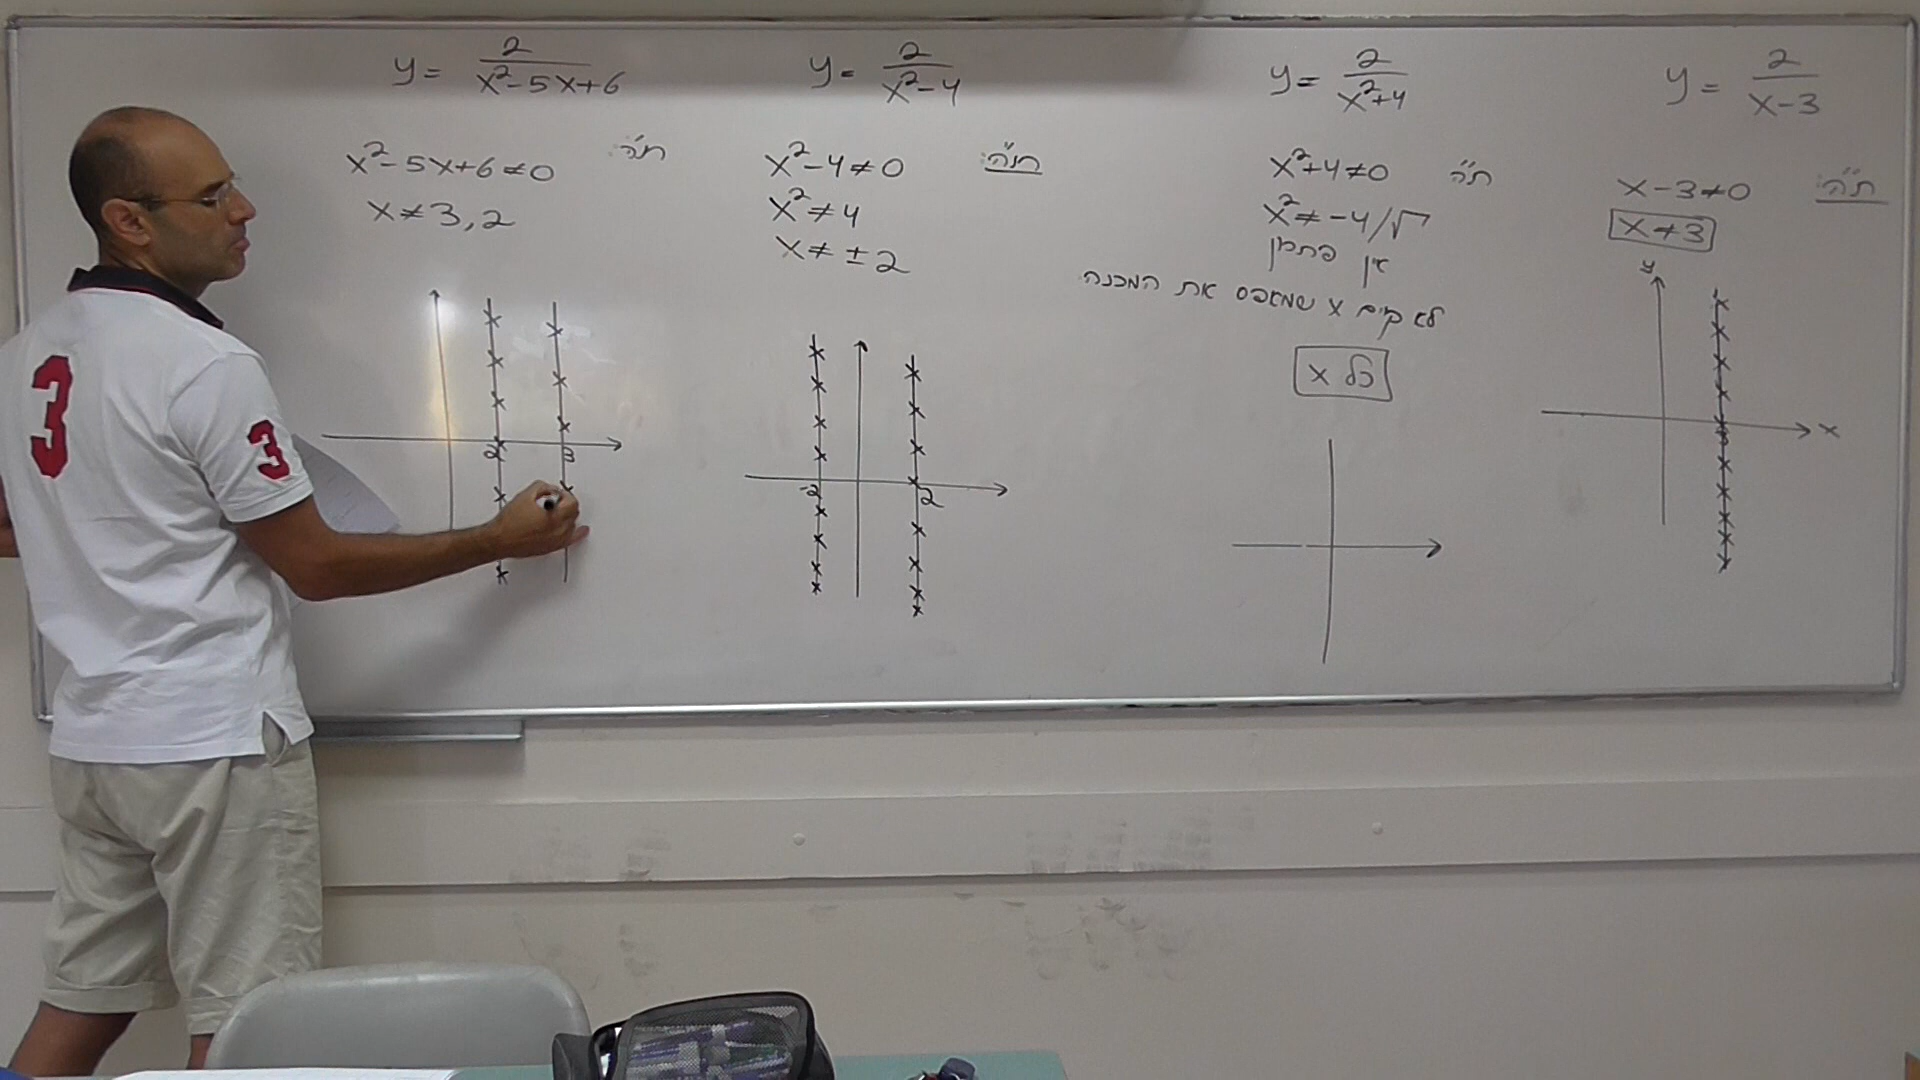 y = 2/(x-3)
ת"ה:
x-3≠0
x≠3
y
x
y = 2/(x²+4)
ת"ה
x²+4≠0
x²≠-4/√
אין פתרון
לא קיים x שמאפס את המכנה
כל x
y = 2/(x²-4)
ת"ה:
x²-4≠0
x²≠4
x≠±2
-2
2
y = 2/(x²-5x+6)
ת"ה:
x²-5x+6≠0
x≠3,2
2
3
3
3